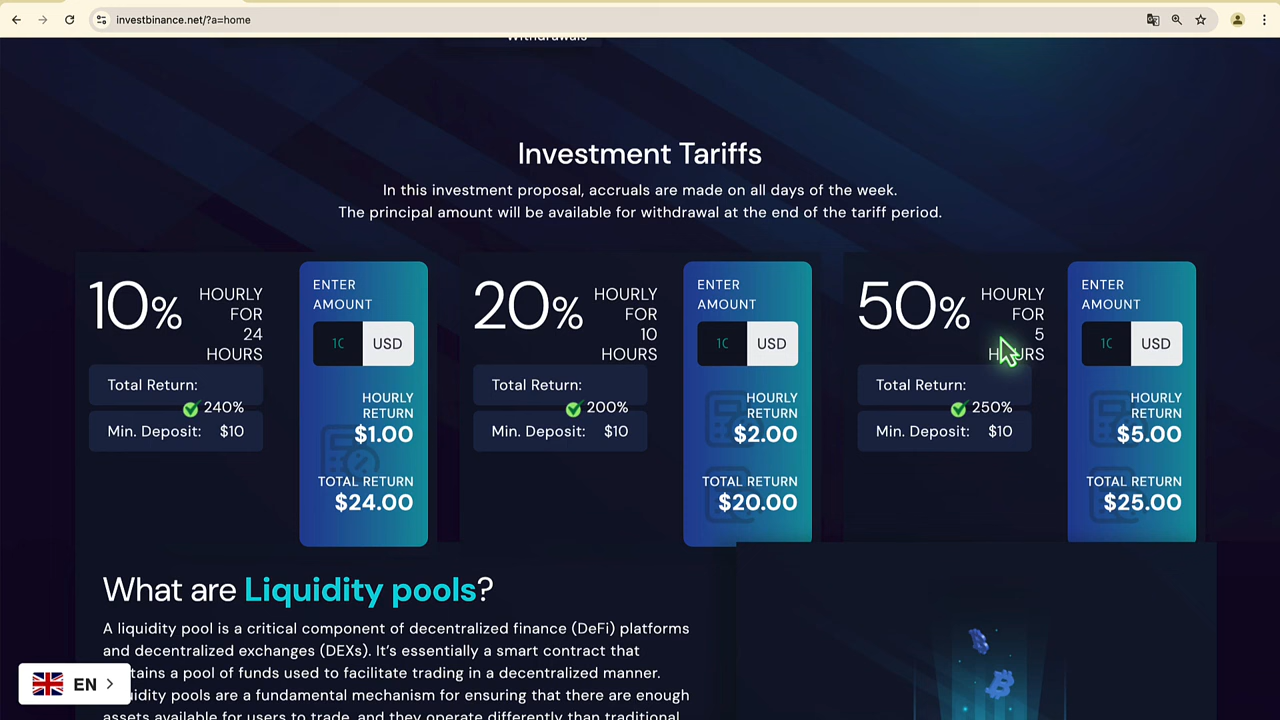 investbinance.net/?a=home
Withdrawals
Investment Tariffs
In this investment proposal, accruals are made on all days of the week.
The principal amount will be available for withdrawal at the end of the tariff period.
10%
HOURLY
FOR
24
HOURS
Total Return:
240%
Min. Deposit: $10
ENTER
AMOUNT
10
USD
HOURLY
RETURN
$1.00
TOTAL RETURN
$24.00
20%
HOURLY
FOR
10
HOURS
Total Return:
200%
Min. Deposit: $10
ENTER
AMOUNT
10
USD
HOURLY
RETURN
$2.00
TOTAL RETURN
$20.00
50%
HOURLY
FOR
5
HOURS
Total Return:
250%
Min. Deposit: $10
ENTER
AMOUNT
10
USD
HOURLY
RETURN
$5.00
TOTAL RETURN
$25.00
What are Liquidity pools?
A liquidity pool is a critical component of decentralized finance (DeFi) platforms
and decentralized exchanges (DEXs). It's essentially a smart contract that
a pool of funds used to facilitate trading in a decentralized manner.
pools are a fundamental mechanism for ensuring that there are enough
assets available for users to trade, and they operate differently than traditional
EN